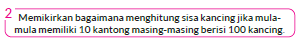 2
Memikirkan bagaimana menghitung sisa kancing jika mula-
mula memiliki 10 kantong masing-masing berisi 100 kancing.